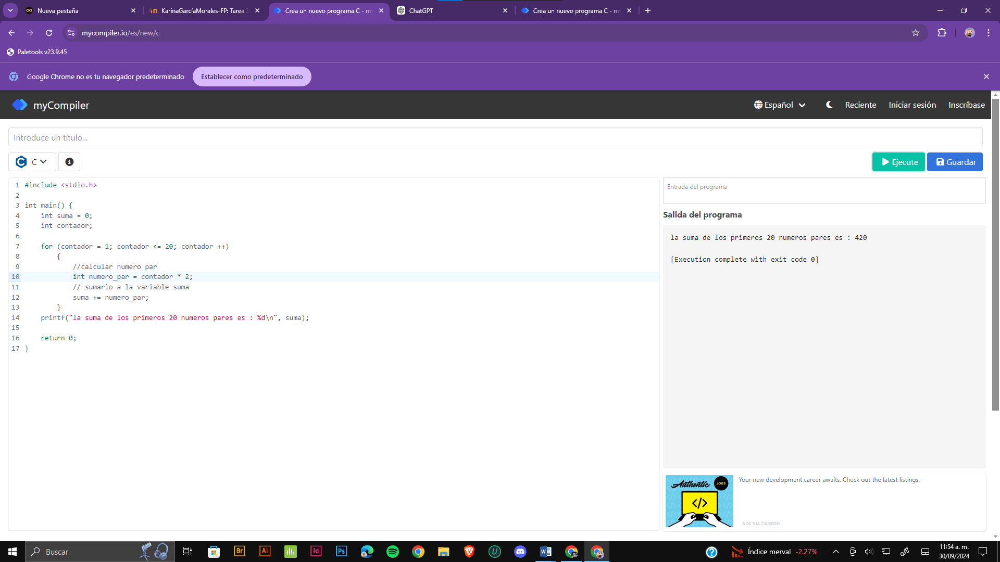 Nueva pestaña
KarinaGarcíaMorales-FP: Tarea 3
Crea un nuevo programa C - m
ChatGPT
Crea un nuevo programa C - m
mycompiler.io/es/new/c
Paletools v23.9.45
Google Chrome no es tu navegador predeterminado
Establecer como predeterminado
myCompiler
Español
Reciente
Iniciar sesión
Inscríbase
Introduce un título...
C
Ejecute
Guardar
1 #include <stdio.h>
2
3 int main() {
4 int suma = 0;
5 int contador;
6
7 for (contador = 1; contador <= 20; contador ++)
8 {
9 //calcular numero par
10 int numero_par = contador * 2;
11 // sumarlo a la variable suma
12 suma += numero_par;
13 }
14 printf("la suma de los primeros 20 numeros pares es : %d\n", suma);
15
16 return 0;
17 }
Entrada del programa
Salida del programa
la suma de los primeros 20 numeros pares es : 420
[Execution complete with exit code 0]
Authentic JOBS
</>
Your new development career awaits. Check out the latest listings.
ADS VIA CARBON
Buscar
Br
Ai
Id
Ps
Índice merval -2.27%
11:54 a. m.
30/09/2024